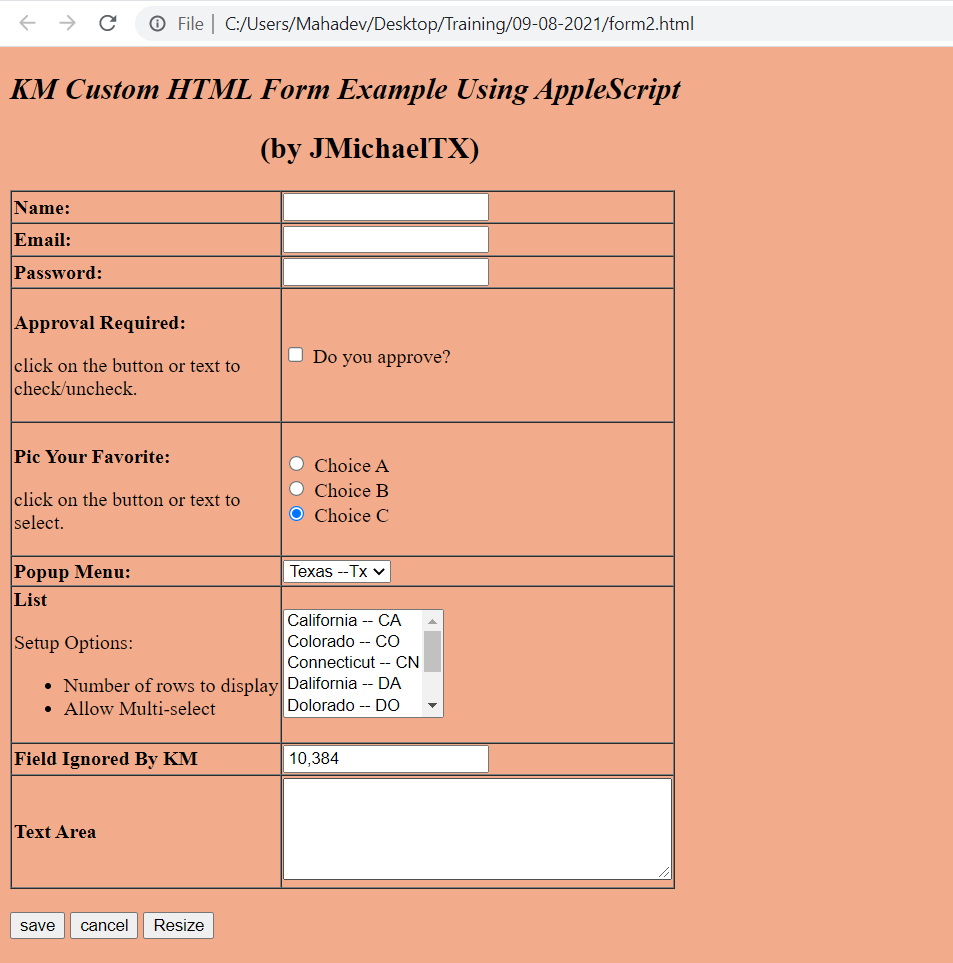 File | C:/Users/Mahadev/Desktop/Training/09-08-2021/form2.html
KM Custom HTML Form Example Using AppleScript
(by JMichaelTX)
Name:
Email:
Password:
Approval Required:
click on the button or text to
check/uncheck.
Do you approve?
Pic Your Favorite:
click on the button or text to
select.
Choice A
Choice B
Choice C
Popup Menu:
Texas --Tx
List
Setup Options:
Number of rows to display
Allow Multi-select
California -- CA
Colorado -- CO
Connecticut -- CN
Dalifornia -- DA
Dolorado -- DO
Field Ignored By KM
10,384
Text Area
save cancel Resize